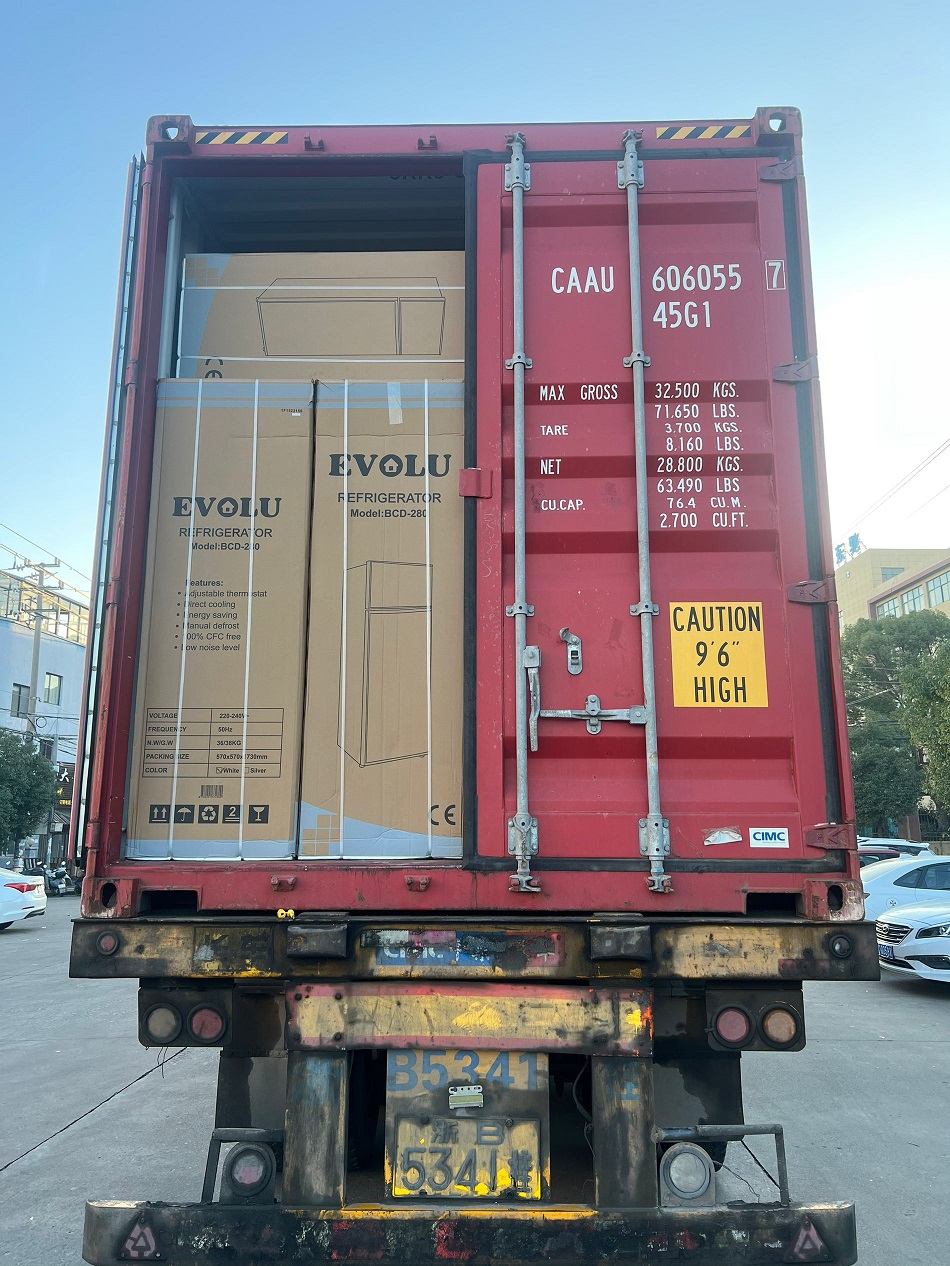 CAAU 606055 7
45G1
MAX GROSS 32,500 KGS.
71,650 LBS.
TARE 3.700 KGS.
8.160 LBS.
NET 28,800 KGS.
63.490 LBS
CU.CAP. 76.4 CU.M.
2.700 CU.FT.
CAUTION
9'6"
HIGH
CIMC
EVOLU
REFRIGERATOR
Model:BCD-280
Features:
• Adjustable thermostat
• Direct cooling
• Energy saving
• Manual defrost
• 100% CFC free
• Low noise level
VOLTAGE 220-240V~
FREQUENCY 50Hz
N.W/G.W 36/38KG
PACKING SIZE 570x570x1730mm
COLOR White Silver
2
EVOLU
REFRIGERATOR
Model:BCD-280
CE
CIMC
B5341
浙B
5341挂